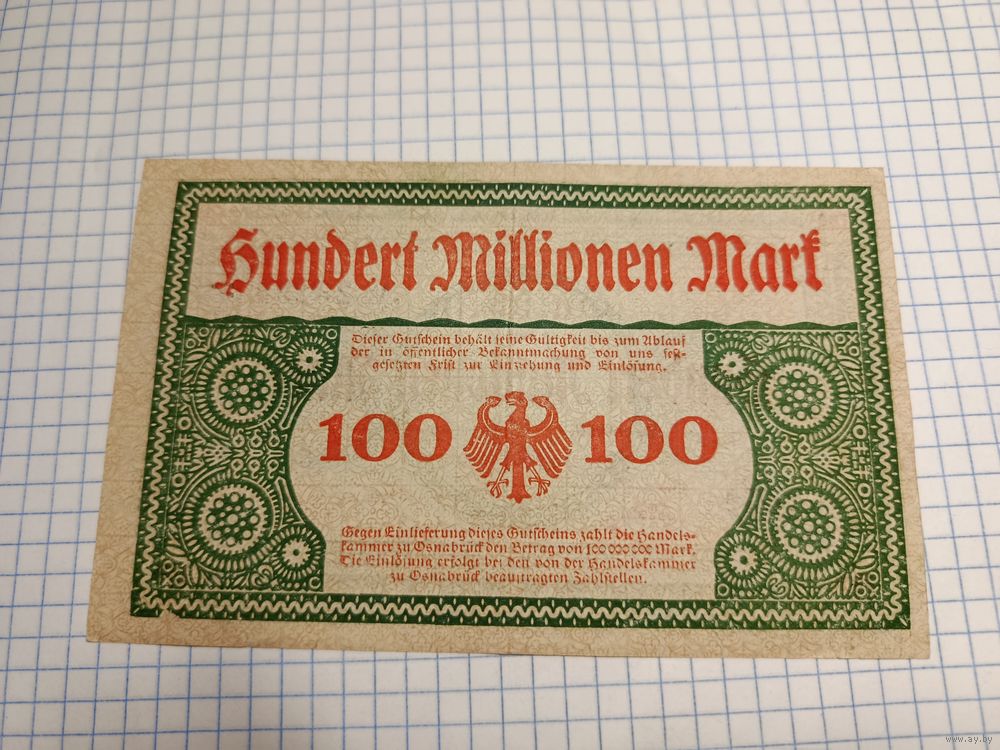 Hundert Millionen Mark
Dieser Gutschein behält seine Gültigkeit bis zum Ablauf
der in öffentlicher Bekanntmachung von uns fest-
gesetzten Frist zur Einziehung und Einlösung.
100 100
Gegen Einlieferung dieses Gutscheins zahlt die Handels-
kammer zu Osnabrück den Betrag von 100 000 000 Mark.
Die Einlösung erfolgt bei den von der Handelskammer
zu Osnabrück beauftragten Zahlstellen.
www.ay.by